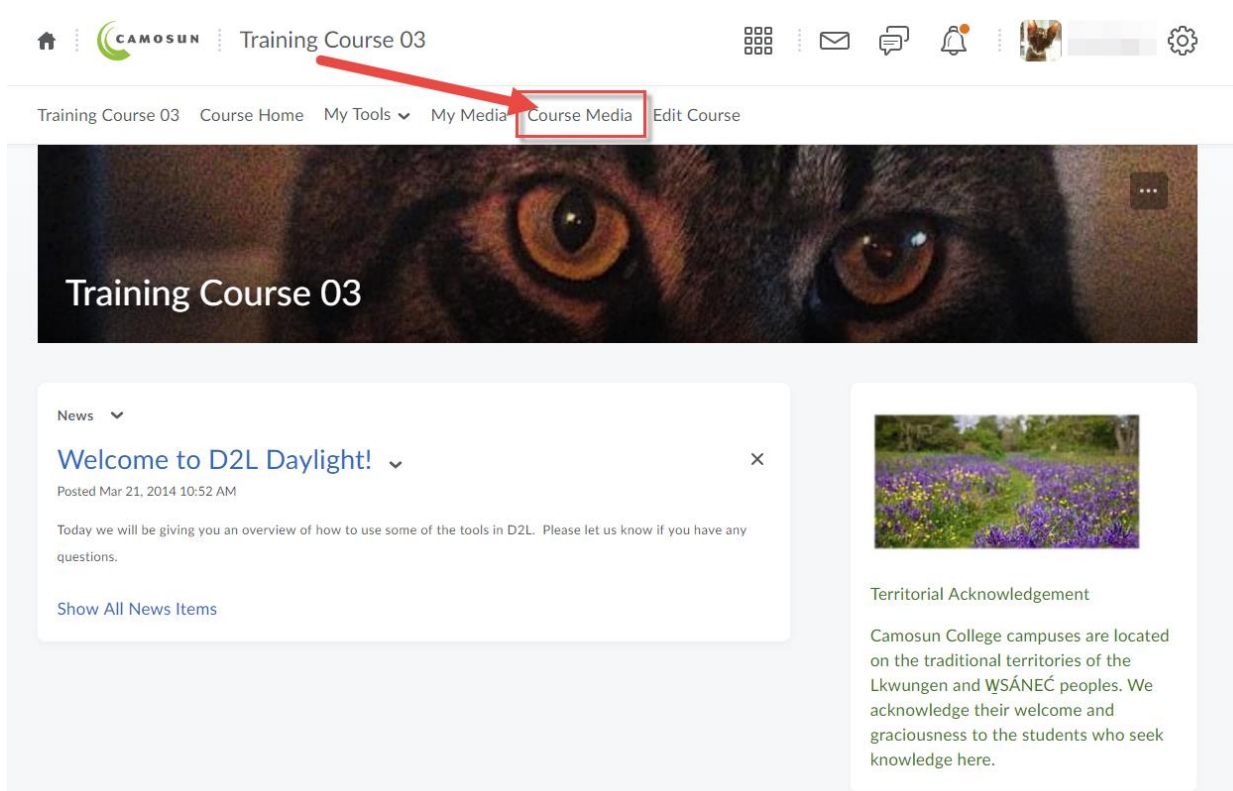 CAMOSUN
Training Course 03
Training Course 03 Course Home My Tools My Media Course Media Edit Course
Training Course 03
News
Welcome to D2L Daylight!
Posted Mar 21, 2014 10:52 AM
Today we will be giving you an overview of how to use some of the tools in D2L. Please let us know if you have any
questions.
Show All News Items
Territorial Acknowledgement
Camosun College campuses are located
on the traditional territories of the
Lkwungen and W̱SÁNEĆ peoples. We
acknowledge their welcome and
graciousness to the students who seek
knowledge here.